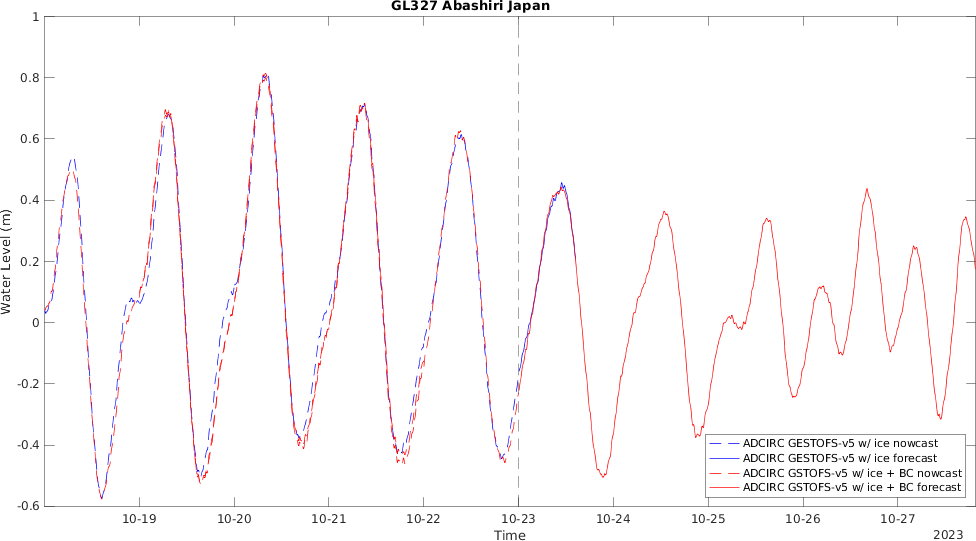 GL327 Abashiri Japan
1
0.8
0.6
0.4
0.2
0
-0.2
-0.4
-0.6
Water Level (m)
10-19 10-20 10-21 10-22 10-23 10-24 10-25 10-26 10-27
Time
2023
ADCIRC GESTOFS-v5 w/ ice nowcast
ADCIRC GESTOFS-v5 w/ ice forecast
ADCIRC GSTOFS-v5 w/ ice + BC nowcast
ADCIRC GSTOFS-v5 w/ ice + BC forecast